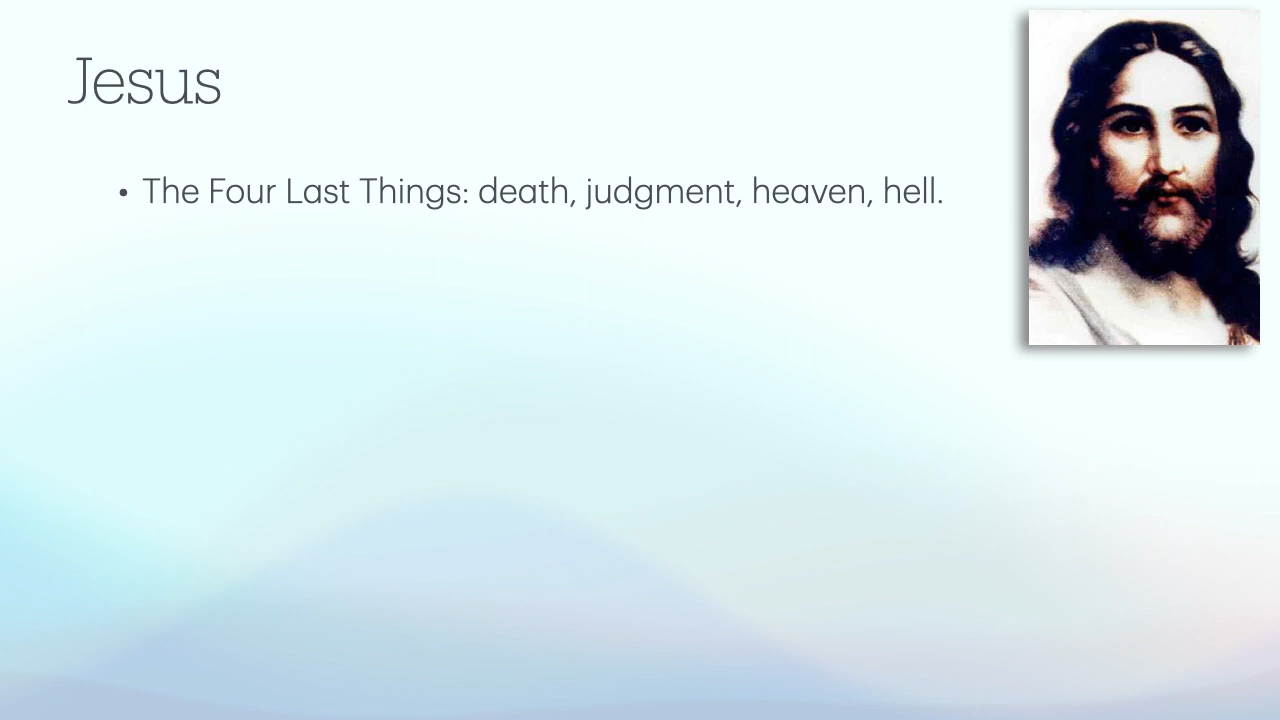 Jesus
• The Four Last Things: death, judgment, heaven, hell.